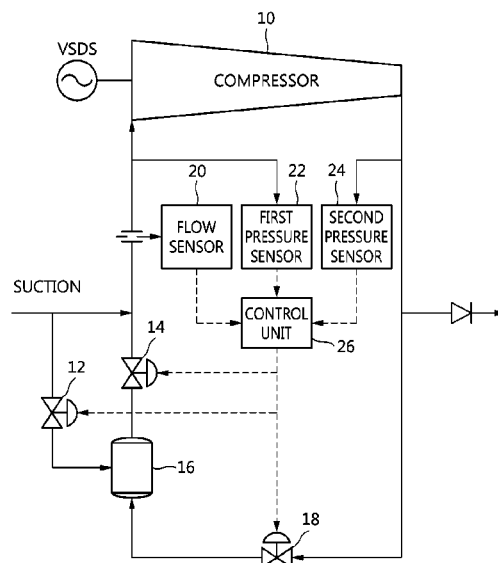 10
VSDS
COMPRESSOR
20
22
24
FLOW
SENSOR
FIRST
PRESSURE
SENSOR
SECOND
PRESSURE
SENSOR
SUCTION
CONTROL
UNIT
14
26
12
16
18